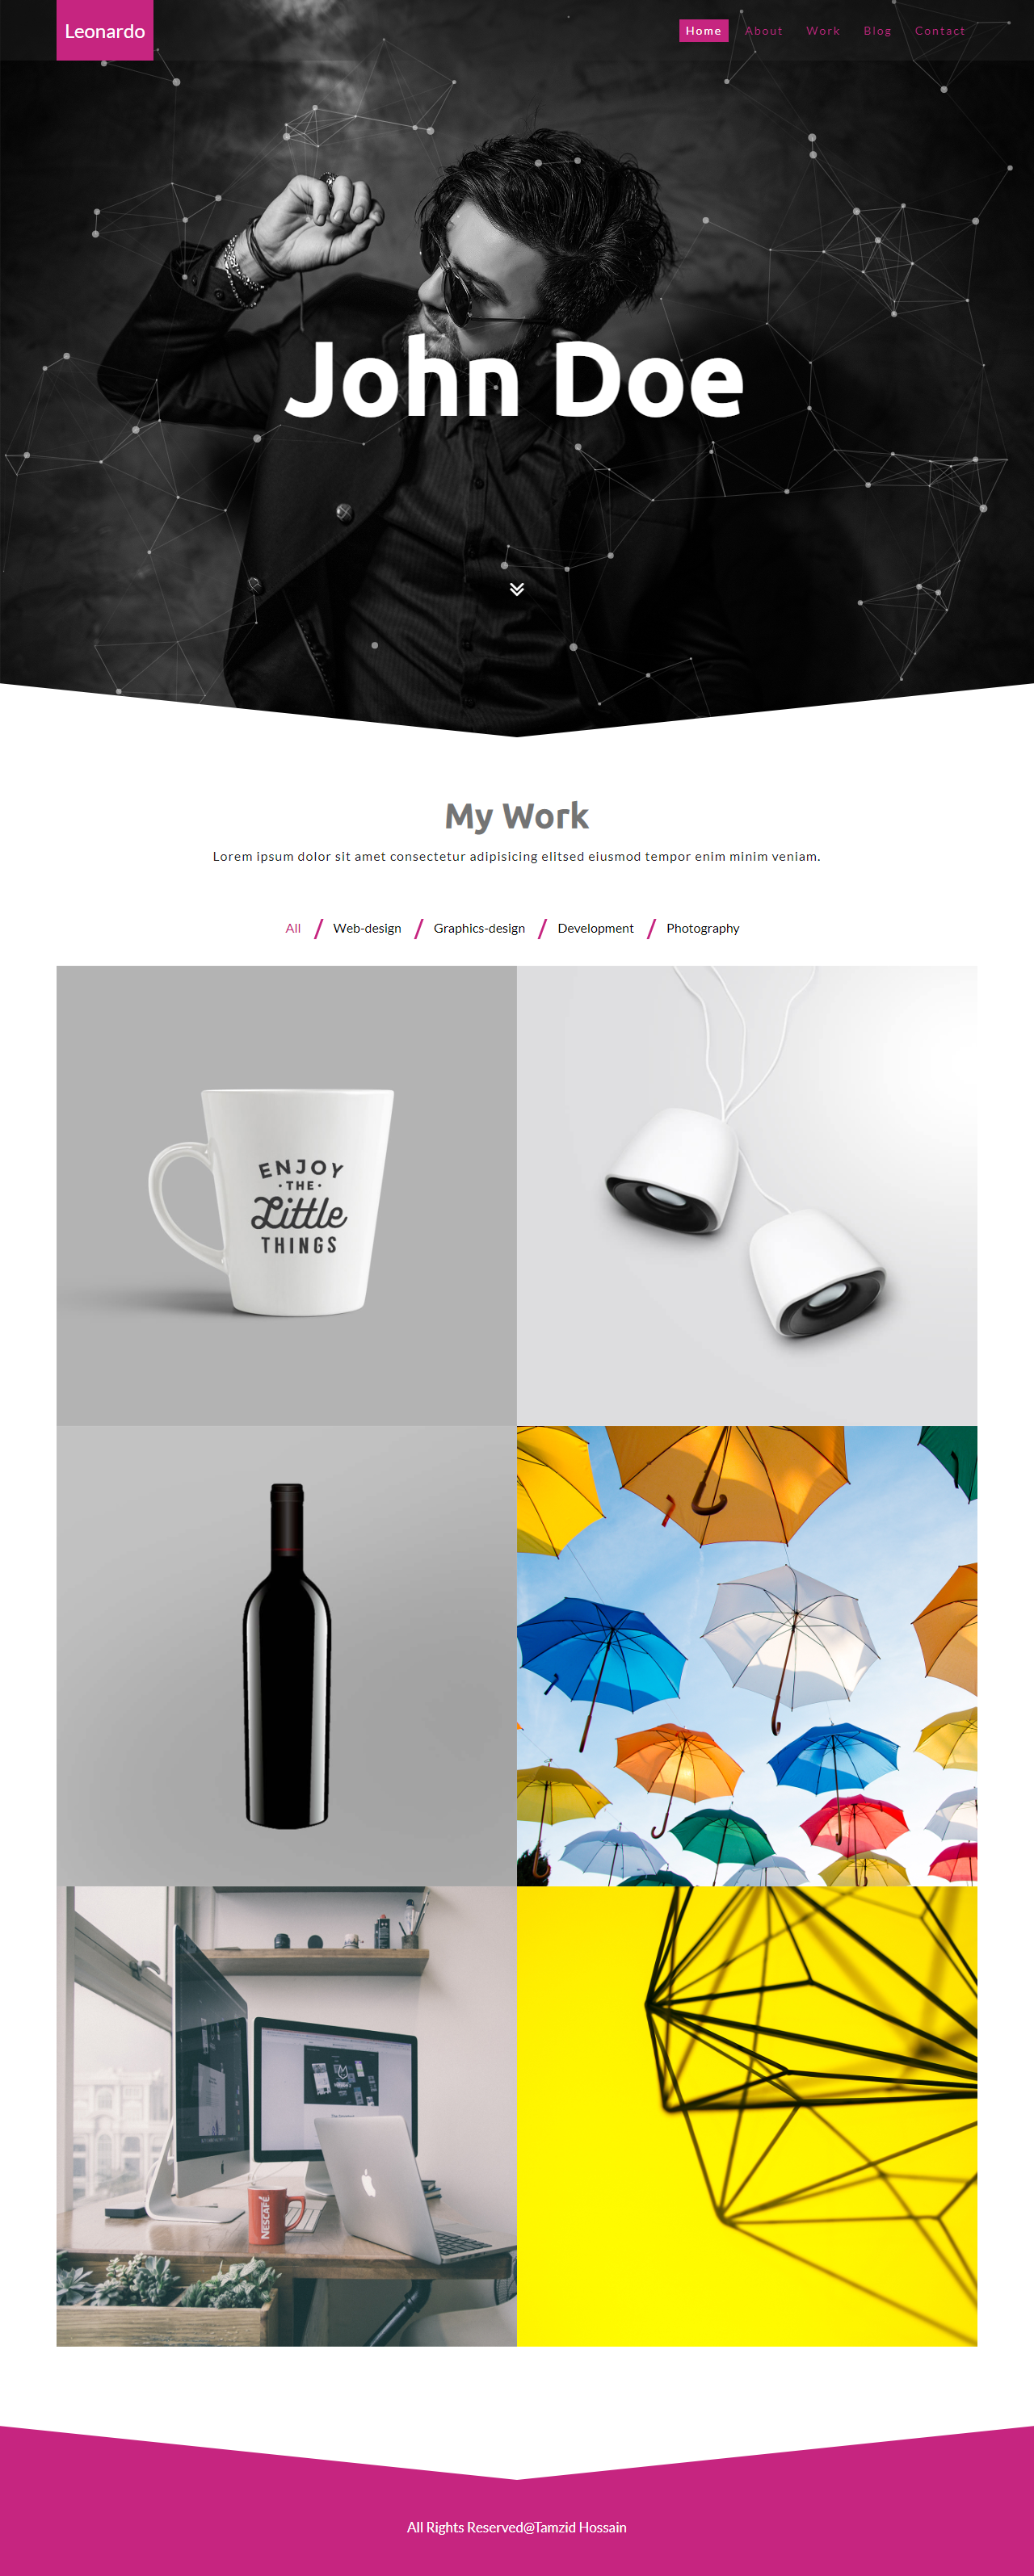 Leonardo
Home About Work Blog Contact
John Doe
My Work
Lorem ipsum dolor sit amet consectetur adipisicing elitsed eiusmod tempor enim minim veniam.
All / Web-design / Graphics-design / Development / Photography
ENJOY
·THE·
Little
THINGS
NESCAFÉ
All Rights Reserved@Tamzid Hossain